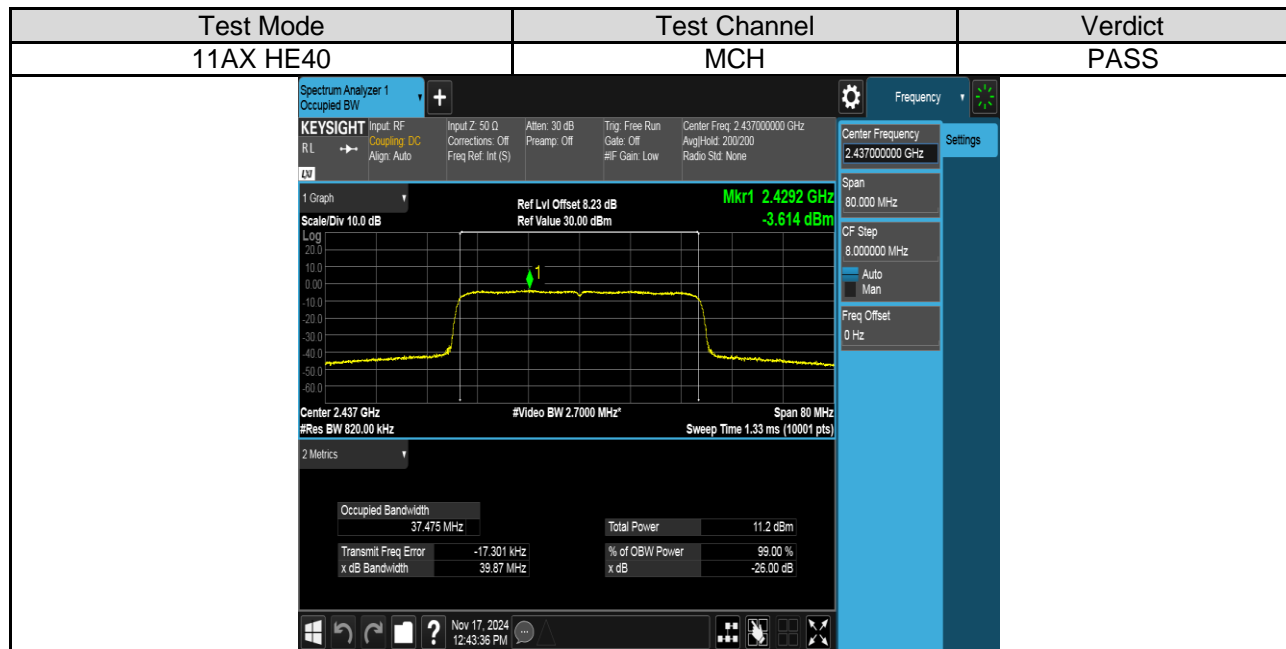 Test Mode Test Channel Verdict
11AX HE40 MCH PASS
Spectrum Analyzer 1
Occupied BW
+
Frequency
KEYSIGHT Input: RF Input Z: 50 Ω Atten: 30 dB Trig: Free Run Center Freq: 2.437000000 GHz
RL Coupling: DC Corrections: Off Preamp: Off Gate: Off Avg|Hold: 200/200
Align: Auto Freq Ref: Int (S) #IF Gain: Low Radio Std: None
LXI
Center Frequency
2.437000000 GHz
Settings
Span
80.000 MHz
CF Step
8.000000 MHz
Auto
Man
Freq Offset
0 Hz
1 Graph Ref Lvl Offset 8.23 dB Mkr1 2.4292 GHz
Scale/Div 10.0 dB Ref Value 30.00 dBm -3.614 dBm
Log
20.0
10.0
1
0.00
-10.0
-20.0
-30.0
-40.0
-50.0
-60.0
Center 2.437 GHz #Video BW 2.7000 MHz* Span 80 MHz
#Res BW 820.00 kHz Sweep Time 1.33 ms (10001 pts)
2 Metrics
Occupied Bandwidth
37.475 MHz Total Power 11.2 dBm
Transmit Freq Error -17.301 kHz % of OBW Power 99.00 %
x dB Bandwidth 39.87 MHz x dB -26.00 dB
? Nov 17, 2024
12:43:36 PM